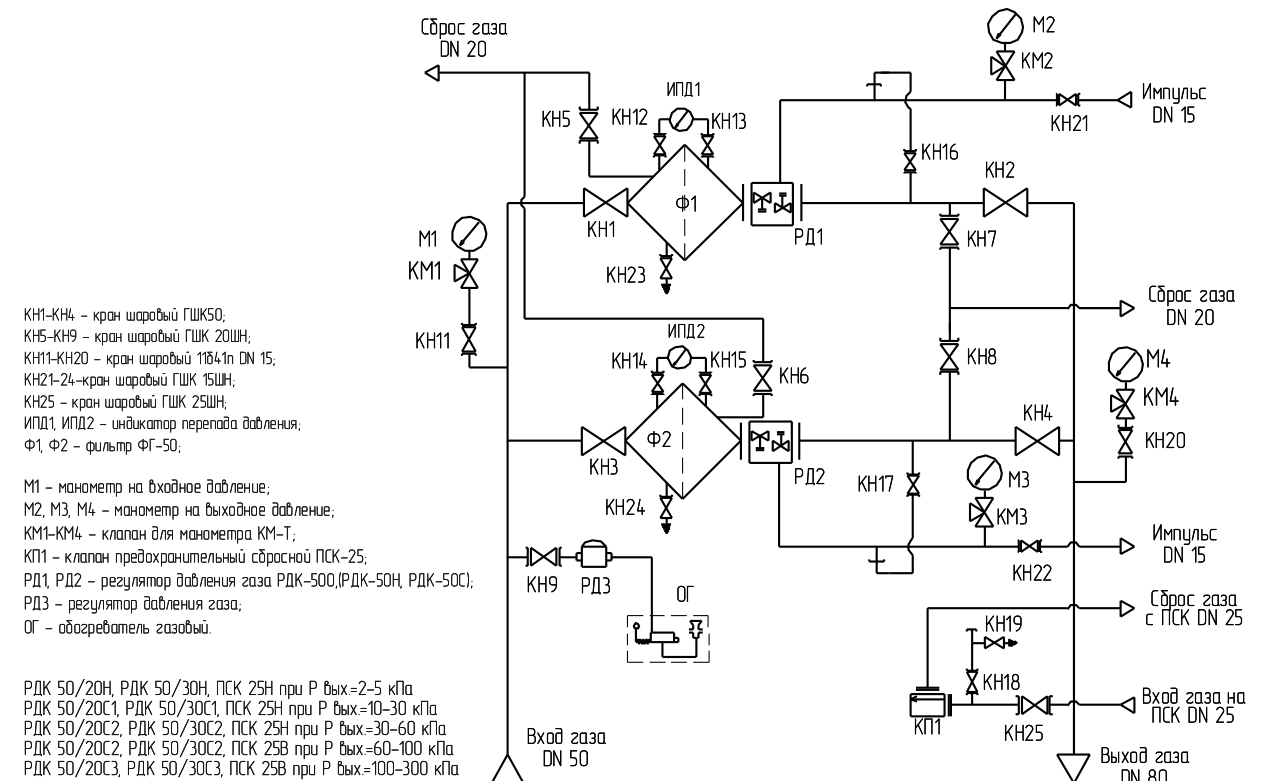 Сброс газа
DN 20
М2
КМ2
Импульс
DN 15
КН21
ИПД1
КН5
КН12
КН13
КН16
КН2
Ф1
КН1
РД1
КН7
КН23
М1
КМ1
КН11
Сброс газа
DN 20
ИПД2
КН14
КН15
КН6
КН8
М4
КМ4
КН20
КН4
Ф2
КН3
РД2
КН17
М3
КМ3
КН24
Импульс
DN 15
КН22
КН9
РД3
ОГ
Сброс газа
с ПСК DN 25
КН19
КН18
КП1
КН25
Вход газа на
ПСК DN 25
Вход газа
DN 50
Выход газа
DN 80
КН1-КН4 - кран шаровый ГШК50;
КН5-КН9 - кран шаровый ГШК 20ШН;
КН11-КН20 - кран шаровый 11б41п DN 15;
КН21-24-кран шаровый ГШК 15ШН;
КН25 - кран шаровый ГШК 25ШН;
ИПД1, ИПД2 - индикатор перепада давления;
Ф1, Ф2 - фильтр ФГ-50;
М1 - манометр на входное давление;
М2, М3, М4 - манометр на выходное давление;
КМ1-КМ4 - клапан для манометра КМ-Т;
КП1 - клапан предохранительный сбросной ПСК-25;
РД1, РД2 - регулятор давления газа РДК-500,(РДК-50Н, РДК-50С);
РД3 - регулятор давления газа;
ОГ - обогреватель газовый.
РДК 50/20Н, РДК 50/30Н, ПСК 25Н при Р вых.=2-5 кПа
РДК 50/20С1, РДК 50/30С1, ПСК 25Н при Р вых.=10-30 кПа
РДК 50/20С2, РДК 50/30С2, ПСК 25Н при Р вых.=30-60 кПа
РДК 50/20С2, РДК 50/30С2, ПСК 25В при Р вых.=60-100 кПа
РДК 50/20С3, РДК 50/30С3, ПСК 25В при Р вых.=100-300 кПа